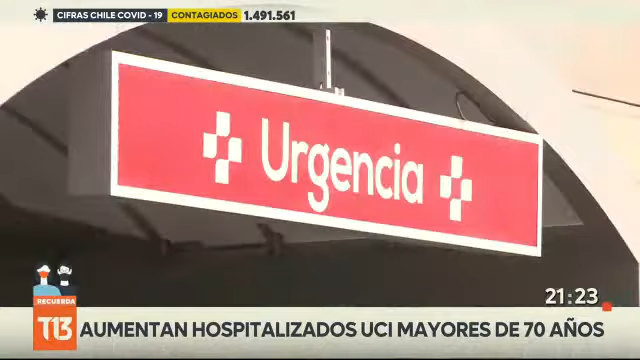 CIFRAS CHILE COVID - 19 CONTAGIADOS 1.491.561
Urgencia
21:23
RECUERDA
T13 AUMENTAN HOSPITALIZADOS UCI MAYORES DE 70 AÑOS